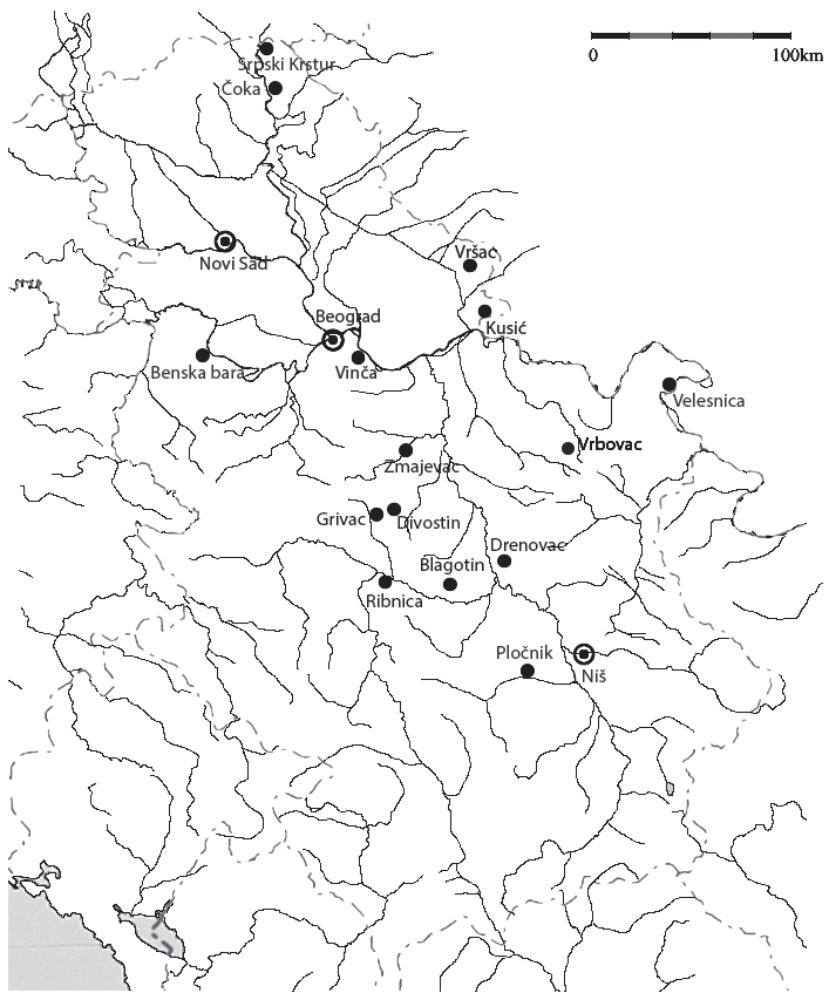 Srpski Krstur
0
100km
Čoka
Novi Sad
Vršac
Beograd
Kusić
Benska bara
Vinča
Velesnica
Vrbovac
Zmajevac
Grivac
Divostin
Drenovac
Blagotin
Ribnica
Pločnik
Niš